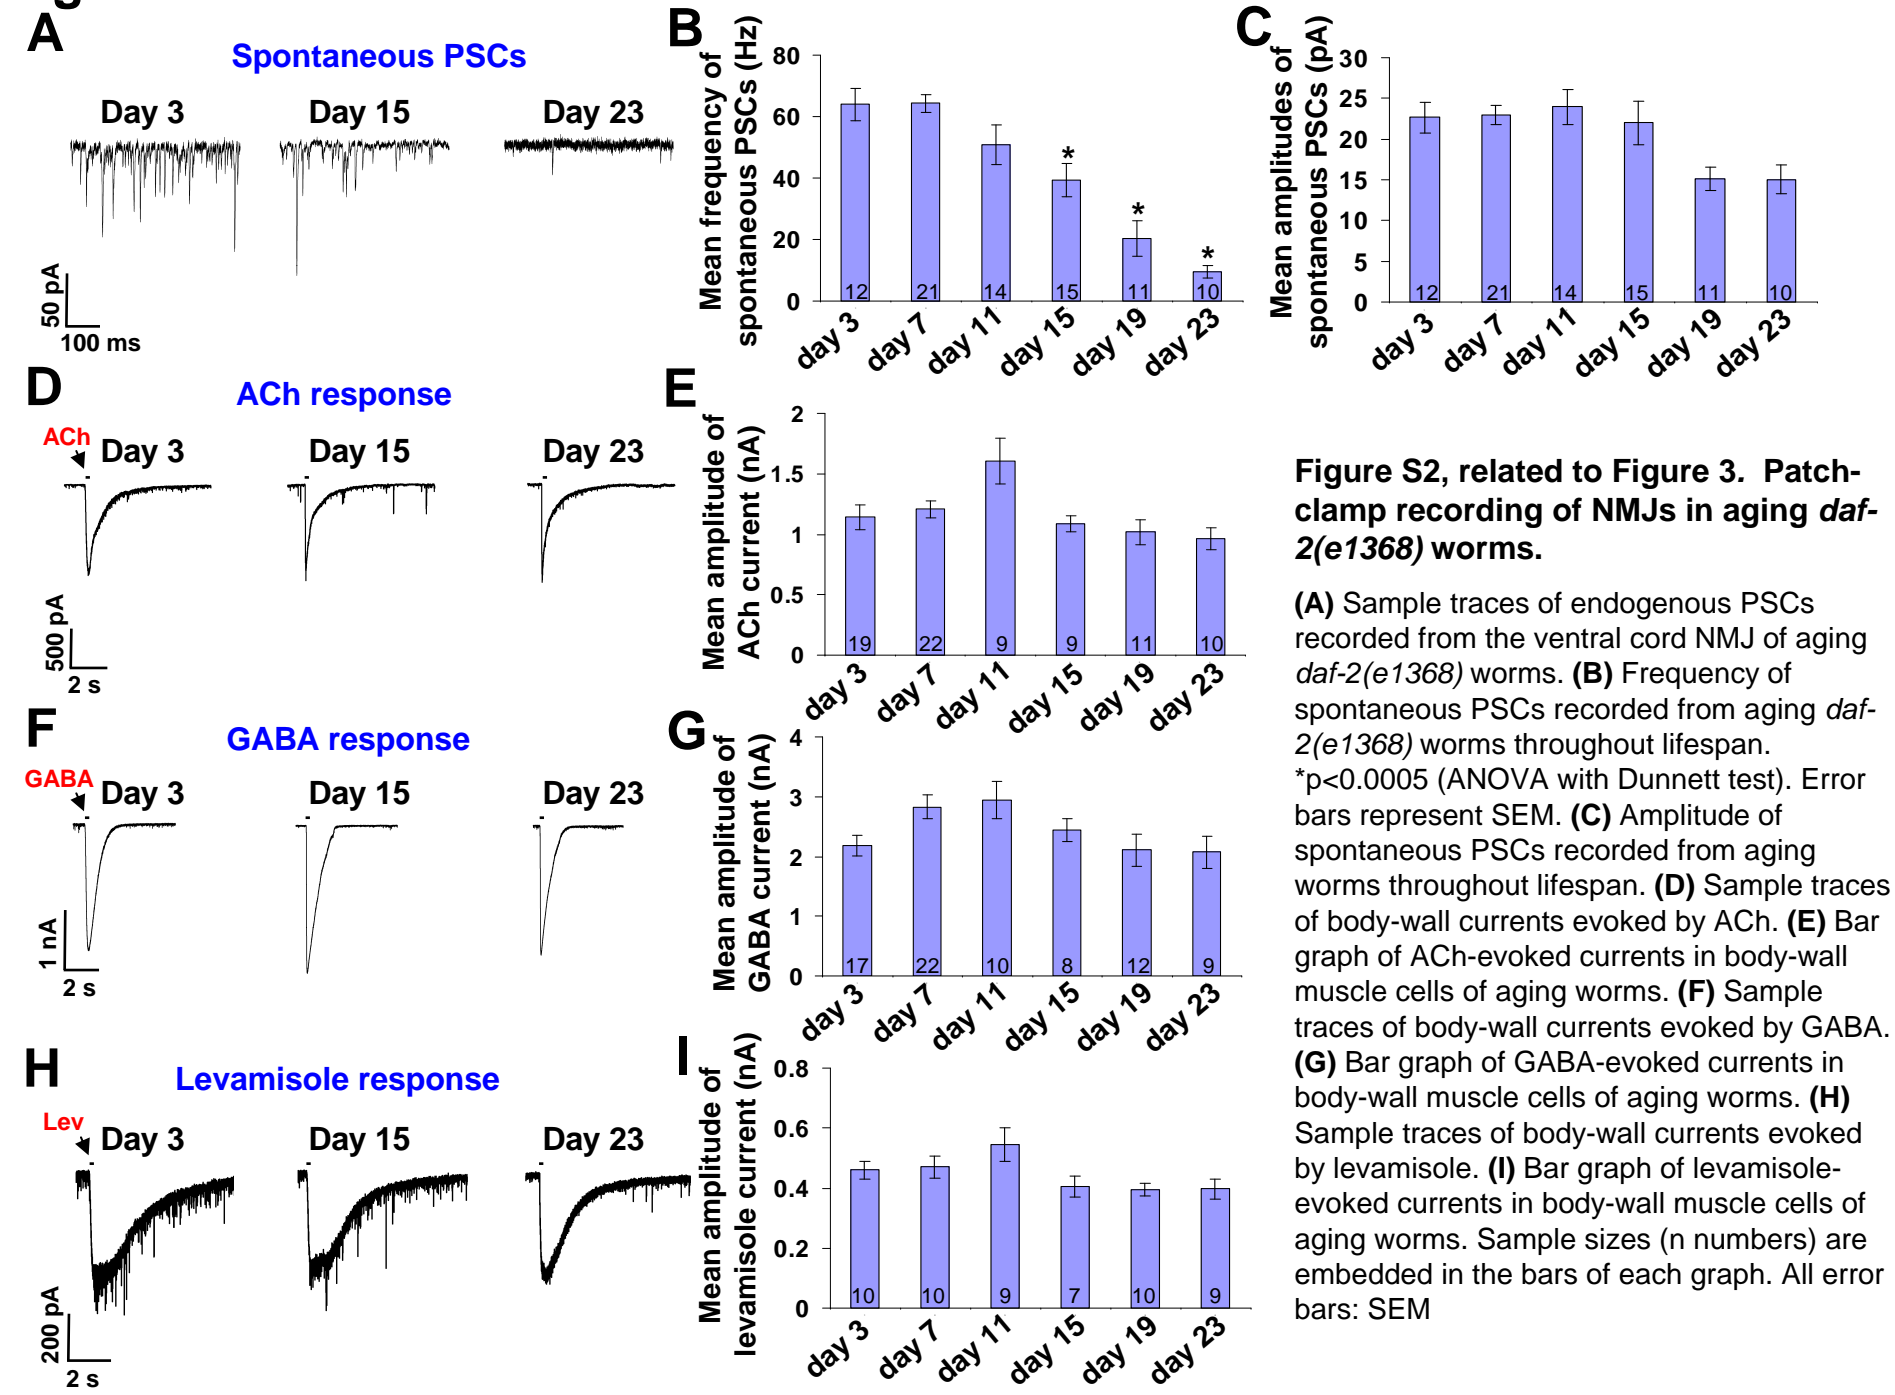 A
Spontaneous PSCs
Day 3
Day 15
Day 23
50 pA
100 ms
B
Mean frequency of
spontaneous PSCs (Hz)
80
60
40
20
0
*
*
*
12
21
14
15
11
10
day 3
day 7
day 11
day 15
day 19
day 23
C
Mean amplitudes of
spontaneous PSCs (pA)
30
25
20
15
10
5
0
12
21
14
15
11
10
day 3
day 7
day 11
day 15
day 19
day 23
D
ACh response
ACh
Day 3
Day 15
Day 23
500 pA
2 s
E
Mean amplitude of
ACh current (nA)
2
1.5
1
0.5
0
19
22
9
9
11
10
day 3
day 7
day 11
day 15
day 19
day 23
F
GABA response
GABA
Day 3
Day 15
Day 23
1 nA
2 s
G
Mean amplitude of
GABA current (nA)
4
3
2
1
0
17
22
10
8
12
9
day 3
day 7
day 11
day 15
day 19
day 23
H
Levamisole response
Lev
Day 3
Day 15
Day 23
200 pA
2 s
I
Mean amplitude of
levamisole current (nA)
0.8
0.6
0.4
0.2
0
10
10
9
7
10
9
day 3
day 7
day 11
day 15
day 19
day 23
Figure S2, related to Figure 3. Patch-
clamp recording of NMJs in aging daf-
2(e1368) worms.
(A) Sample traces of endogenous PSCs
recorded from the ventral cord NMJ of aging
daf-2(e1368) worms. (B) Frequency of
spontaneous PSCs recorded from aging daf-
2(e1368) worms throughout lifespan.
*p<0.0005 (ANOVA with Dunnett test). Error
bars represent SEM. (C) Amplitude of
spontaneous PSCs recorded from aging
worms throughout lifespan. (D) Sample traces
of body-wall currents evoked by ACh. (E) Bar
graph of ACh-evoked currents in body-wall
muscle cells of aging worms. (F) Sample
traces of body-wall currents evoked by GABA.
(G) Bar graph of GABA-evoked currents in
body-wall muscle cells of aging worms. (H)
Sample traces of body-wall currents evoked
by levamisole. (I) Bar graph of levamisole-
evoked currents in body-wall muscle cells of
aging worms. Sample sizes (n numbers) are
embedded in the bars of each graph. All error
bars: SEM